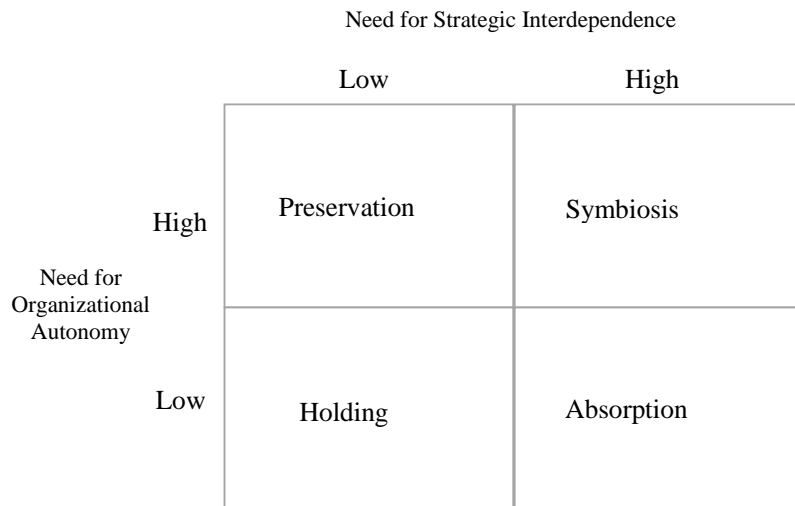 Need for Strategic Interdependence
Low
High
High
Preservation
Symbiosis
Need for
Organizational
Autonomy
Low
Holding
Absorption